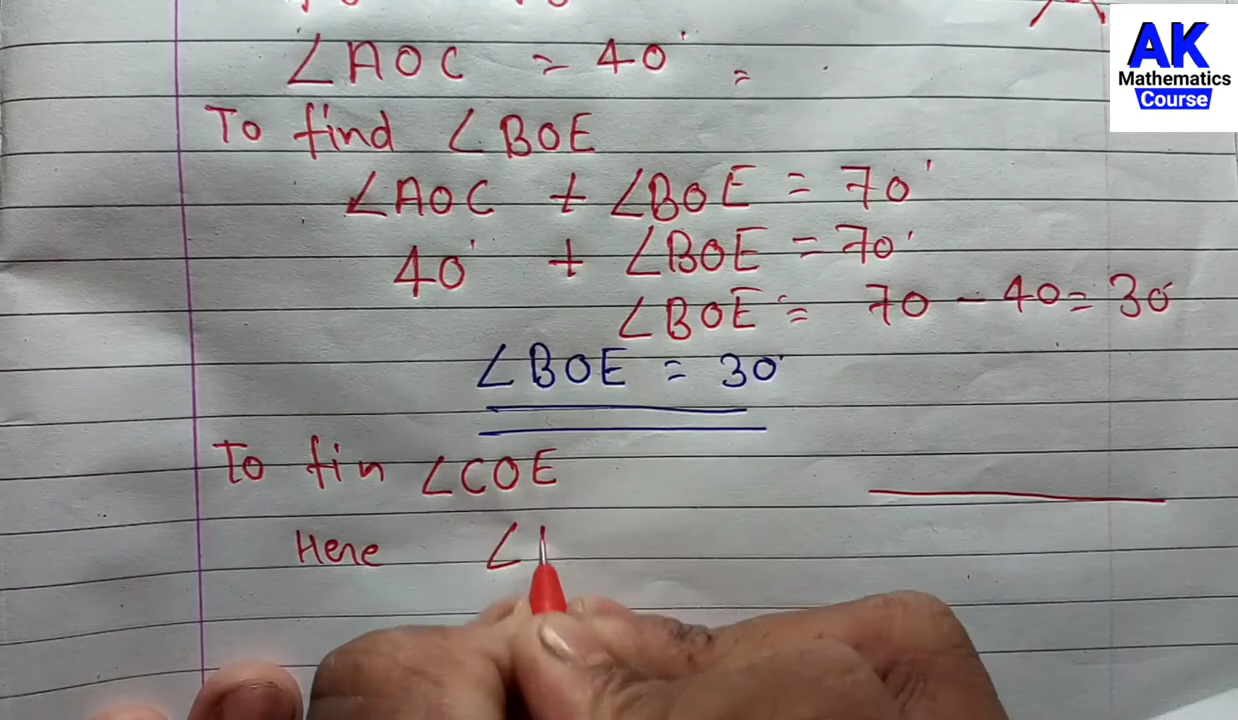 ∠AOC = 40° =
To find ∠BOE
∠AOC + ∠BOE = 70°
40° + ∠BOE = 70°
∠BOE = 70 - 40 = 30°
∠BOE = 30°
To fin ∠COE
Here ∠
AK
Mathematics
Course